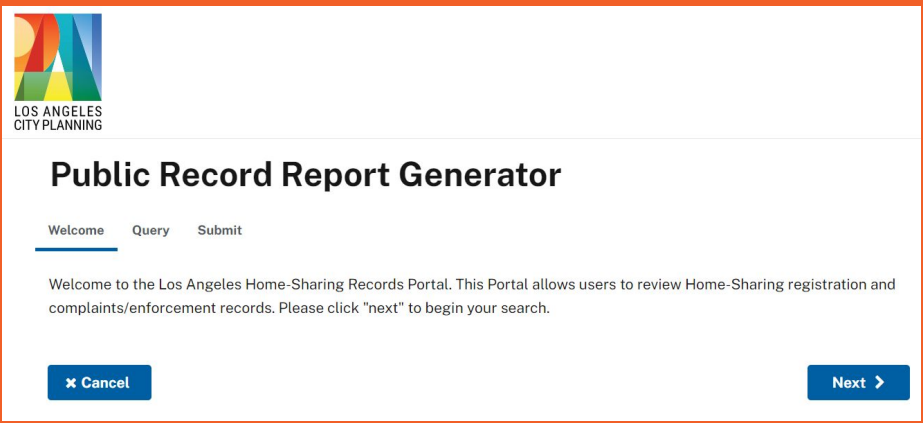 LOS ANGELES
CITY PLANNING
Public Record Report Generator
Welcome Query Submit
Welcome to the Los Angeles Home-Sharing Records Portal. This Portal allows users to review Home-Sharing registration and
complaints/enforcement records. Please click "next" to begin your search.
Cancel Next